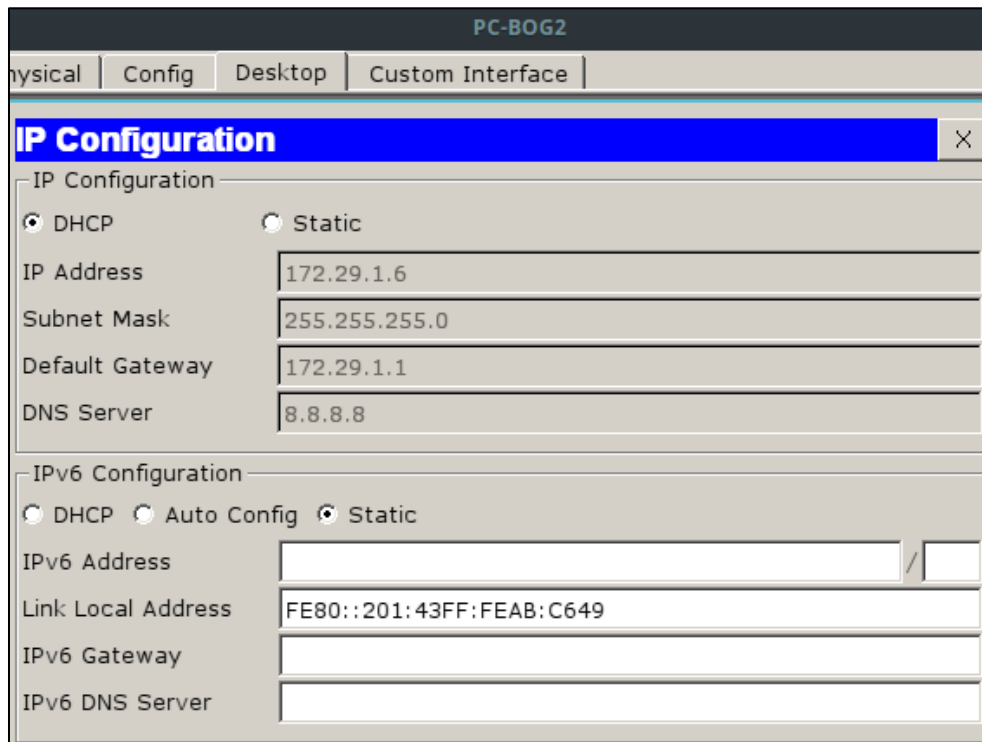 PC-BOG2
hysical Config Desktop Custom Interface
IP Configuration X
IP Configuration
DHCP Static
IP Address 172.29.1.6
Subnet Mask 255.255.255.0
Default Gateway 172.29.1.1
DNS Server 8.8.8.8
IPv6 Configuration
DHCP Auto Config Static
IPv6 Address /
Link Local Address FE80::201:43FF:FEAB:C649
IPv6 Gateway
IPv6 DNS Server